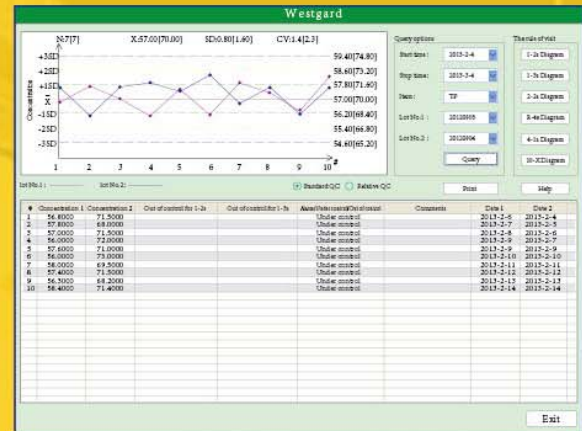 Westgard
N:7[7] X:57.00[70.00] SD:0.80[1.60] CV:1.4[2.3]
Concentration
+3SD
+2SD
+1SD
X
-1SD
-2SD
-3SD
59.40[74.80]
58.60[73.20]
57.80[71.60]
57.00[70.00]
56.20[68.40]
55.40[66.80]
54.60[65.20]
1 2 3 4 5 6 7 8 9 10 #
Lot No.1: Lot No.2: Standard QC Relative QC
Query options
Start time: 2013-2-4
Stop time: 2013-3-4
Item: TP
Lot No.1: 20120903
Lot No.2: 20120904
Query
Print
The rule of visit
1-2s Diagram
1-3s Diagram
2-2s Diagram
R-4s Diagram
4-1s Diagram
10-X Diagram
Help
# Concentration 1 Concentration 2 Out of control for 1-2s Out of control for 1-3s Comments Date 1 Date 2
1 56.8000 71.5000 Under control 2013-2-6 2013-2-4
2 57.8000 68.0000 Under control 2013-2-7 2013-2-5
3 57.0000 71.5000 Under control 2013-2-8 2013-2-6
4 56.0000 72.0000 Under control 2013-2-9 2013-2-7
5 57.6000 71.0000 Under control 2013-2-9 2013-2-9
6 56.0000 73.0000 Under control 2013-2-10 2013-2-10
7 58.0000 69.5000 Under control 2013-2-11 2013-2-11
8 57.4000 71.5000 Under control 2013-2-12 2013-2-12
9 56.3000 68.2000 Under control 2013-2-13 2013-2-13
10 58.4000 71.4000 Under control 2013-2-14 2013-2-14
Exit